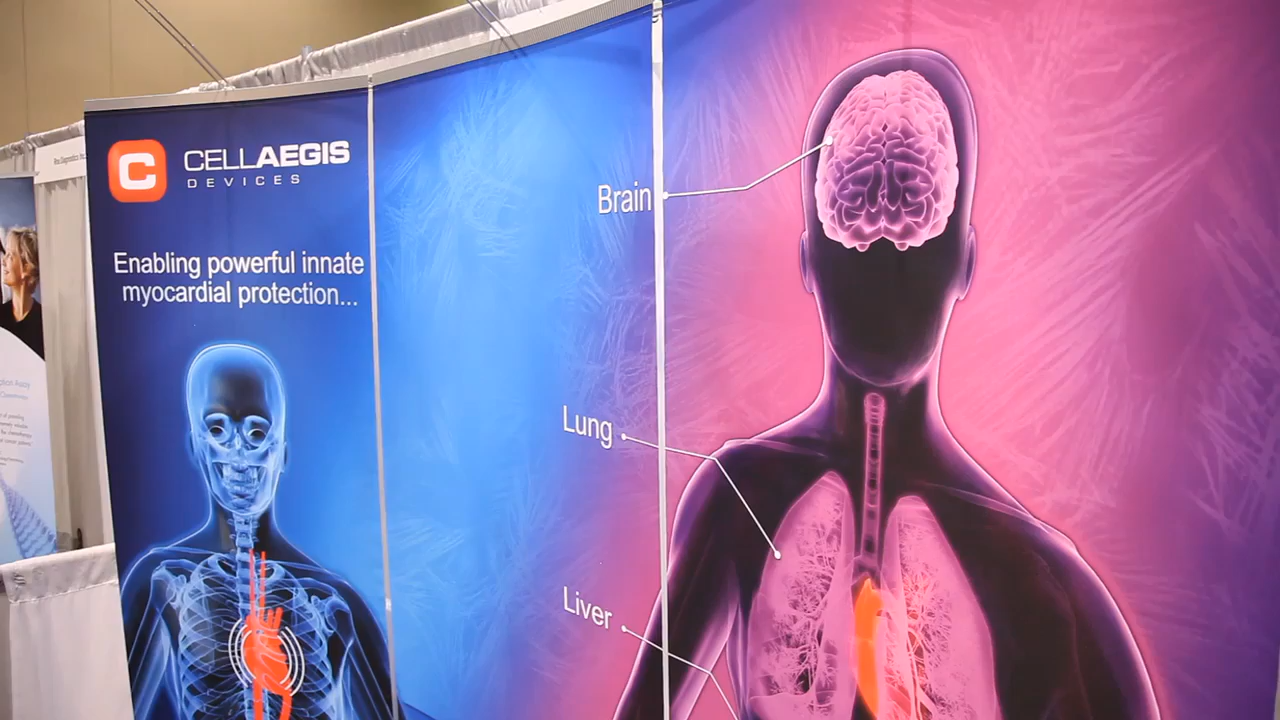 C
CELLAEGIS
DEVICES
Enabling powerful innate
myocardial protection...
Brain
Lung
Liver